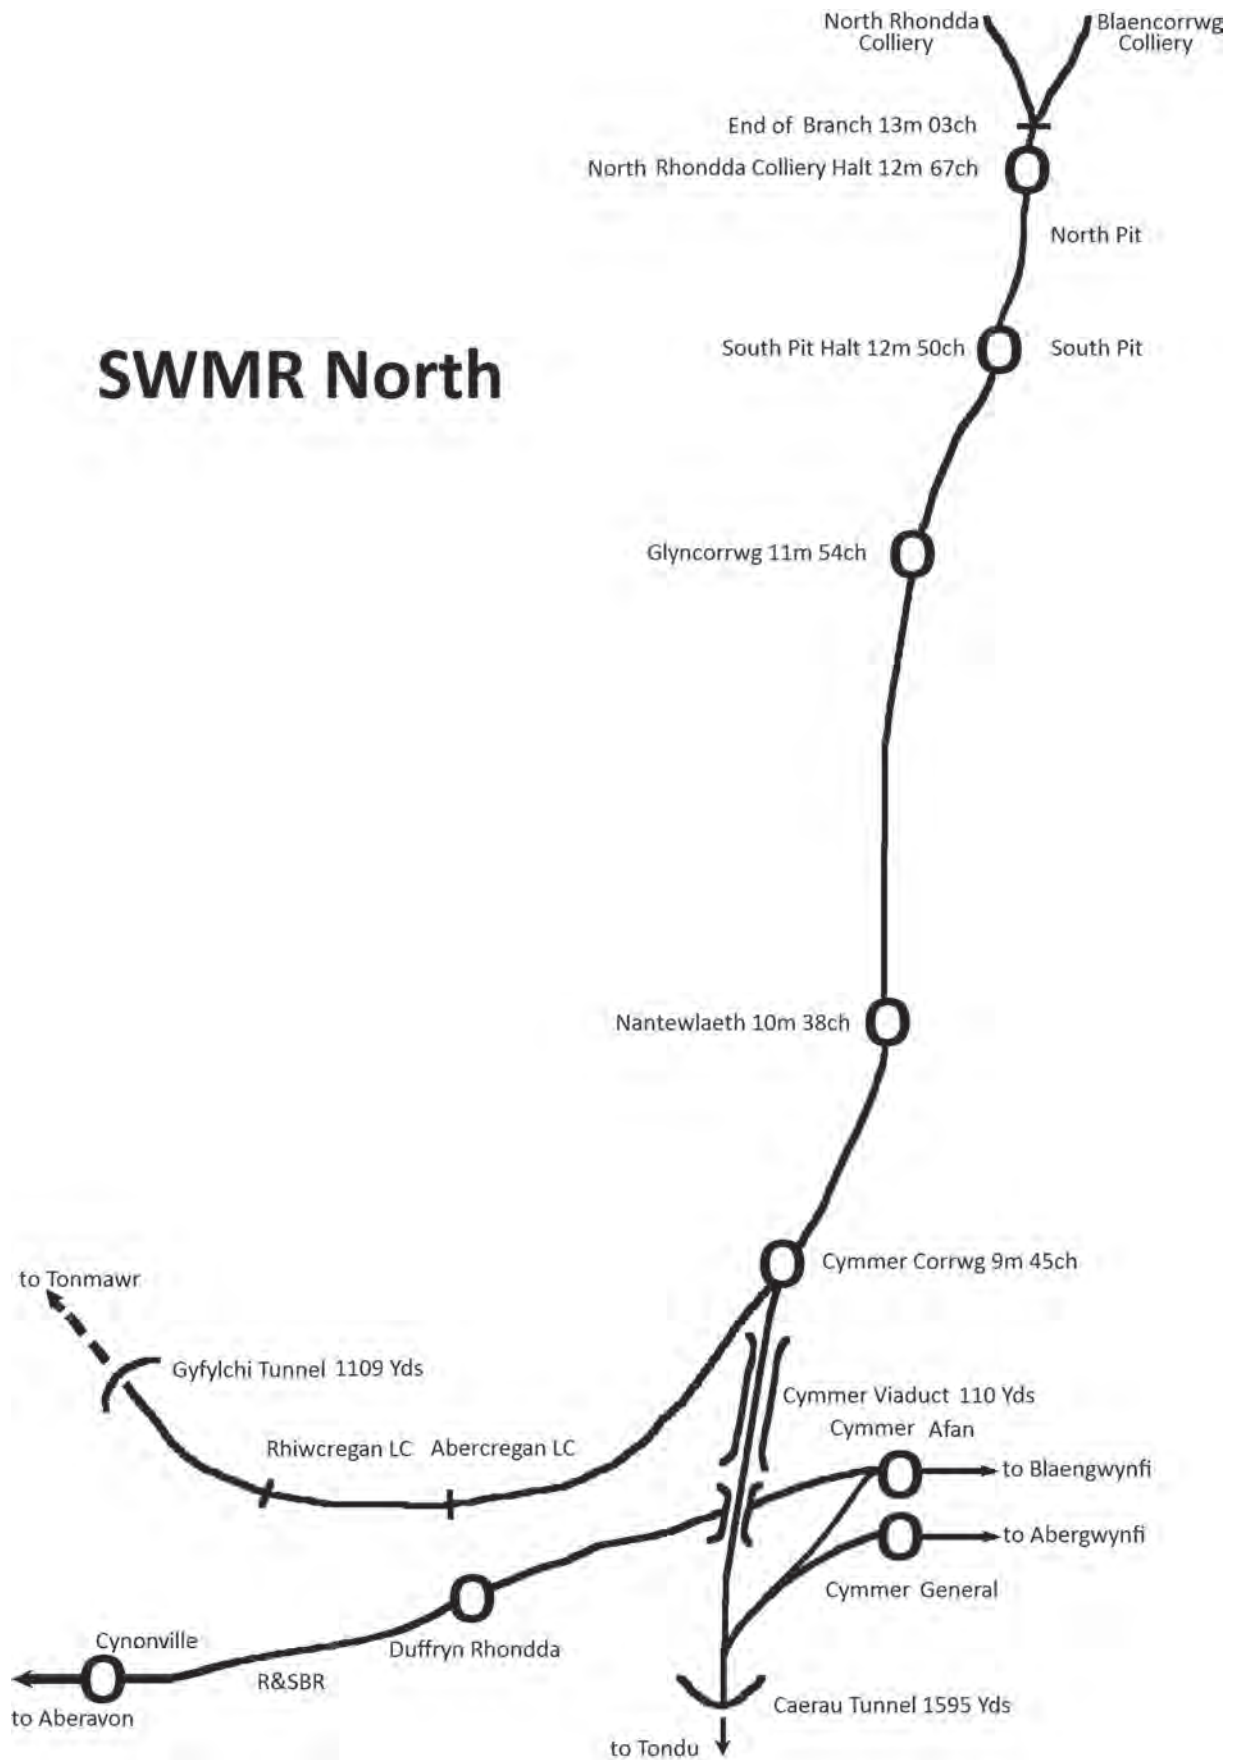 North Rhondda
Colliery
Blaencorrwg
Colliery
End of Branch 13m 03ch
North Rhondda Colliery Halt 12m 67ch
North Pit
SWMR North
South Pit Halt 12m 50ch
South Pit
Glyncorrwg 11m 54ch
Nantewlaeth 10m 38ch
Cymmer Corrwg 9m 45ch
to Tonmawr
Gyfylchi Tunnel 1109 Yds
Cymmer Viaduct 110 Yds
Cymmer Afan
Rhiwcregan LC
Abercregan LC
to Blaengwynfi
to Abergwynfi
Cymmer General
Duffryn Rhondda
Cynonville
R&SBR
to Aberavon
Caerau Tunnel 1595 Yds
to Tondu